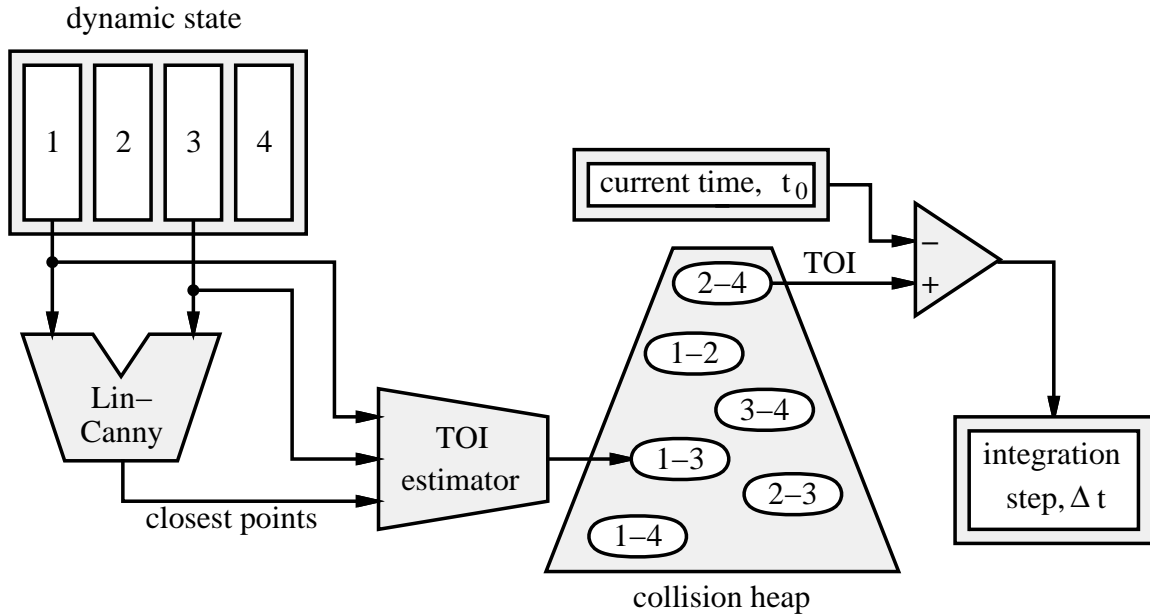 dynamic state
1
2
3
4
current time, t0
−
+
TOI
2–4
1–2
3–4
1–3
2–3
1–4
Lin–
Canny
TOI
estimator
closest points
integration
step, Δ t
collision heap